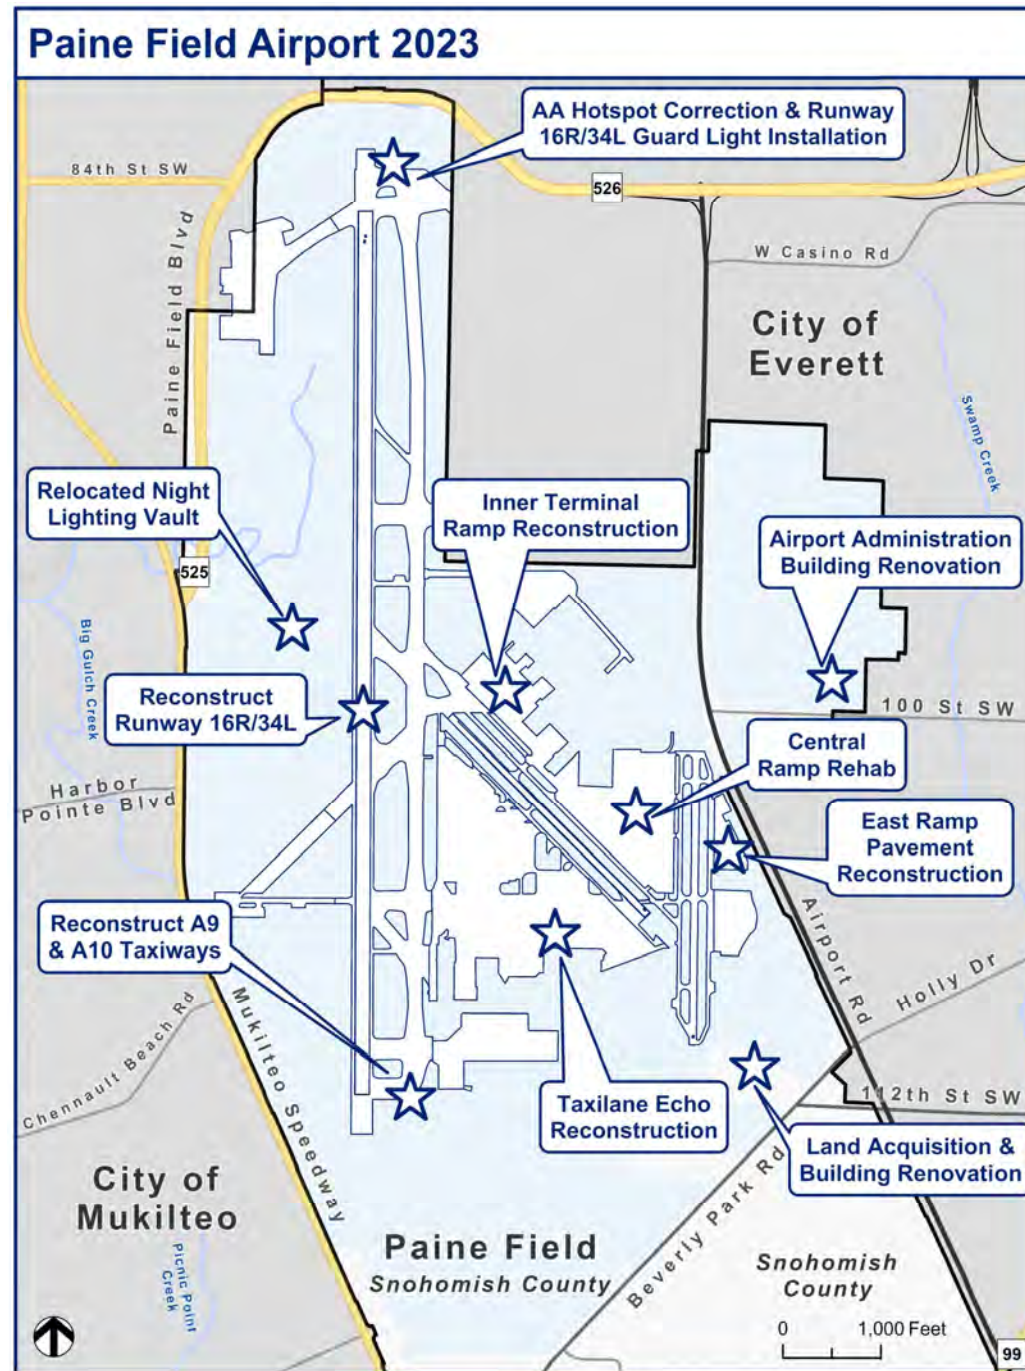 Paine Field Airport 2023
AA Hotspot Correction & Runway
16R/34L Guard Light Installation
84th St SW
526
Paine Field Blvd
W Casino Rd
City of
Everett
Swamp Creek
Relocated Night
Lighting Vault
Inner Terminal
Ramp Reconstruction
Airport Administration
Building Renovation
525
Big Gulch Creek
Reconstruct
Runway 16R/34L
100 St SW
Central
Ramp Rehab
Harbor
Pointe Blvd
East Ramp
Pavement
Reconstruction
Reconstruct A9
& A10 Taxiways
Airport Rd
Holly Dr
Mukilteo Speedway
Chennault Beach Rd
Taxilane Echo
Reconstruction
112th St SW
Land Acquisition &
Building Renovation
City of
Mukilteo
Beverly Park Rd
Picnic Point
Creek
Paine Field
Snohomish County
Snohomish
County
0 1,000 Feet
99